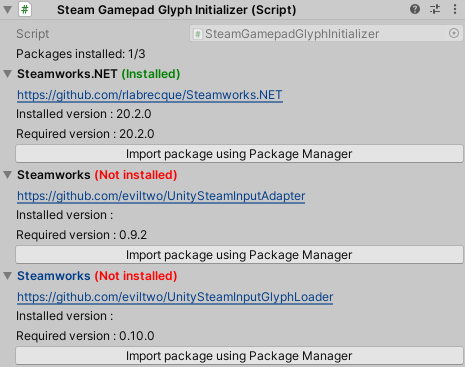 Steam Gamepad Glyph Initializer (Script)
Script SteamGamepadGlyphInitializer
Packages installed: 1/3
Steamworks.NET (Installed)
https://github.com/rlabrecque/Steamworks.NET
Installed version : 20.2.0
Required version : 20.2.0
Import package using Package Manager
Steamworks (Not installed)
https://github.com/eviltwo/UnitySteamInputAdapter
Installed version :
Required version : 0.9.2
Import package using Package Manager
Steamworks (Not installed)
https://github.com/eviltwo/UnitySteamInputGlyphLoader
Installed version :
Required version : 0.10.0
Import package using Package Manager